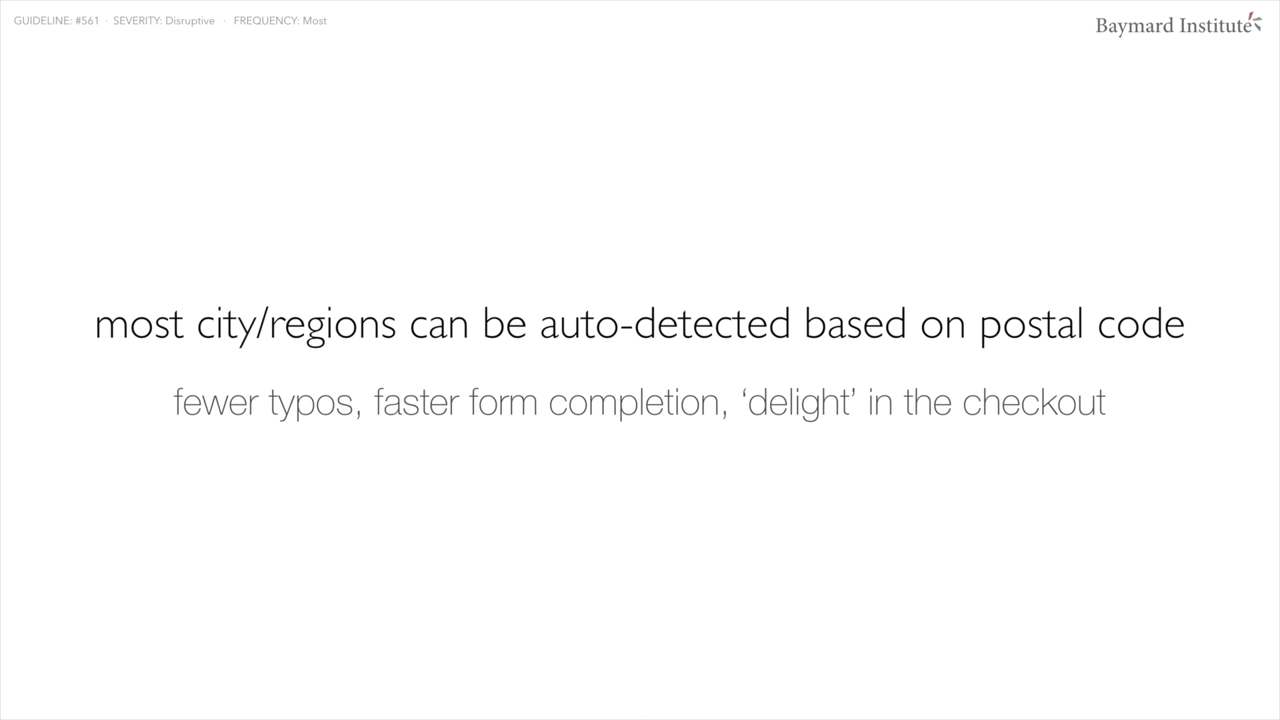 GUIDELINE: #561 · SEVERITY: Disruptive · FREQUENCY: Most
Baymard Institute
most city/regions can be auto-detected based on postal code
fewer typos, faster form completion, ‘delight’ in the checkout